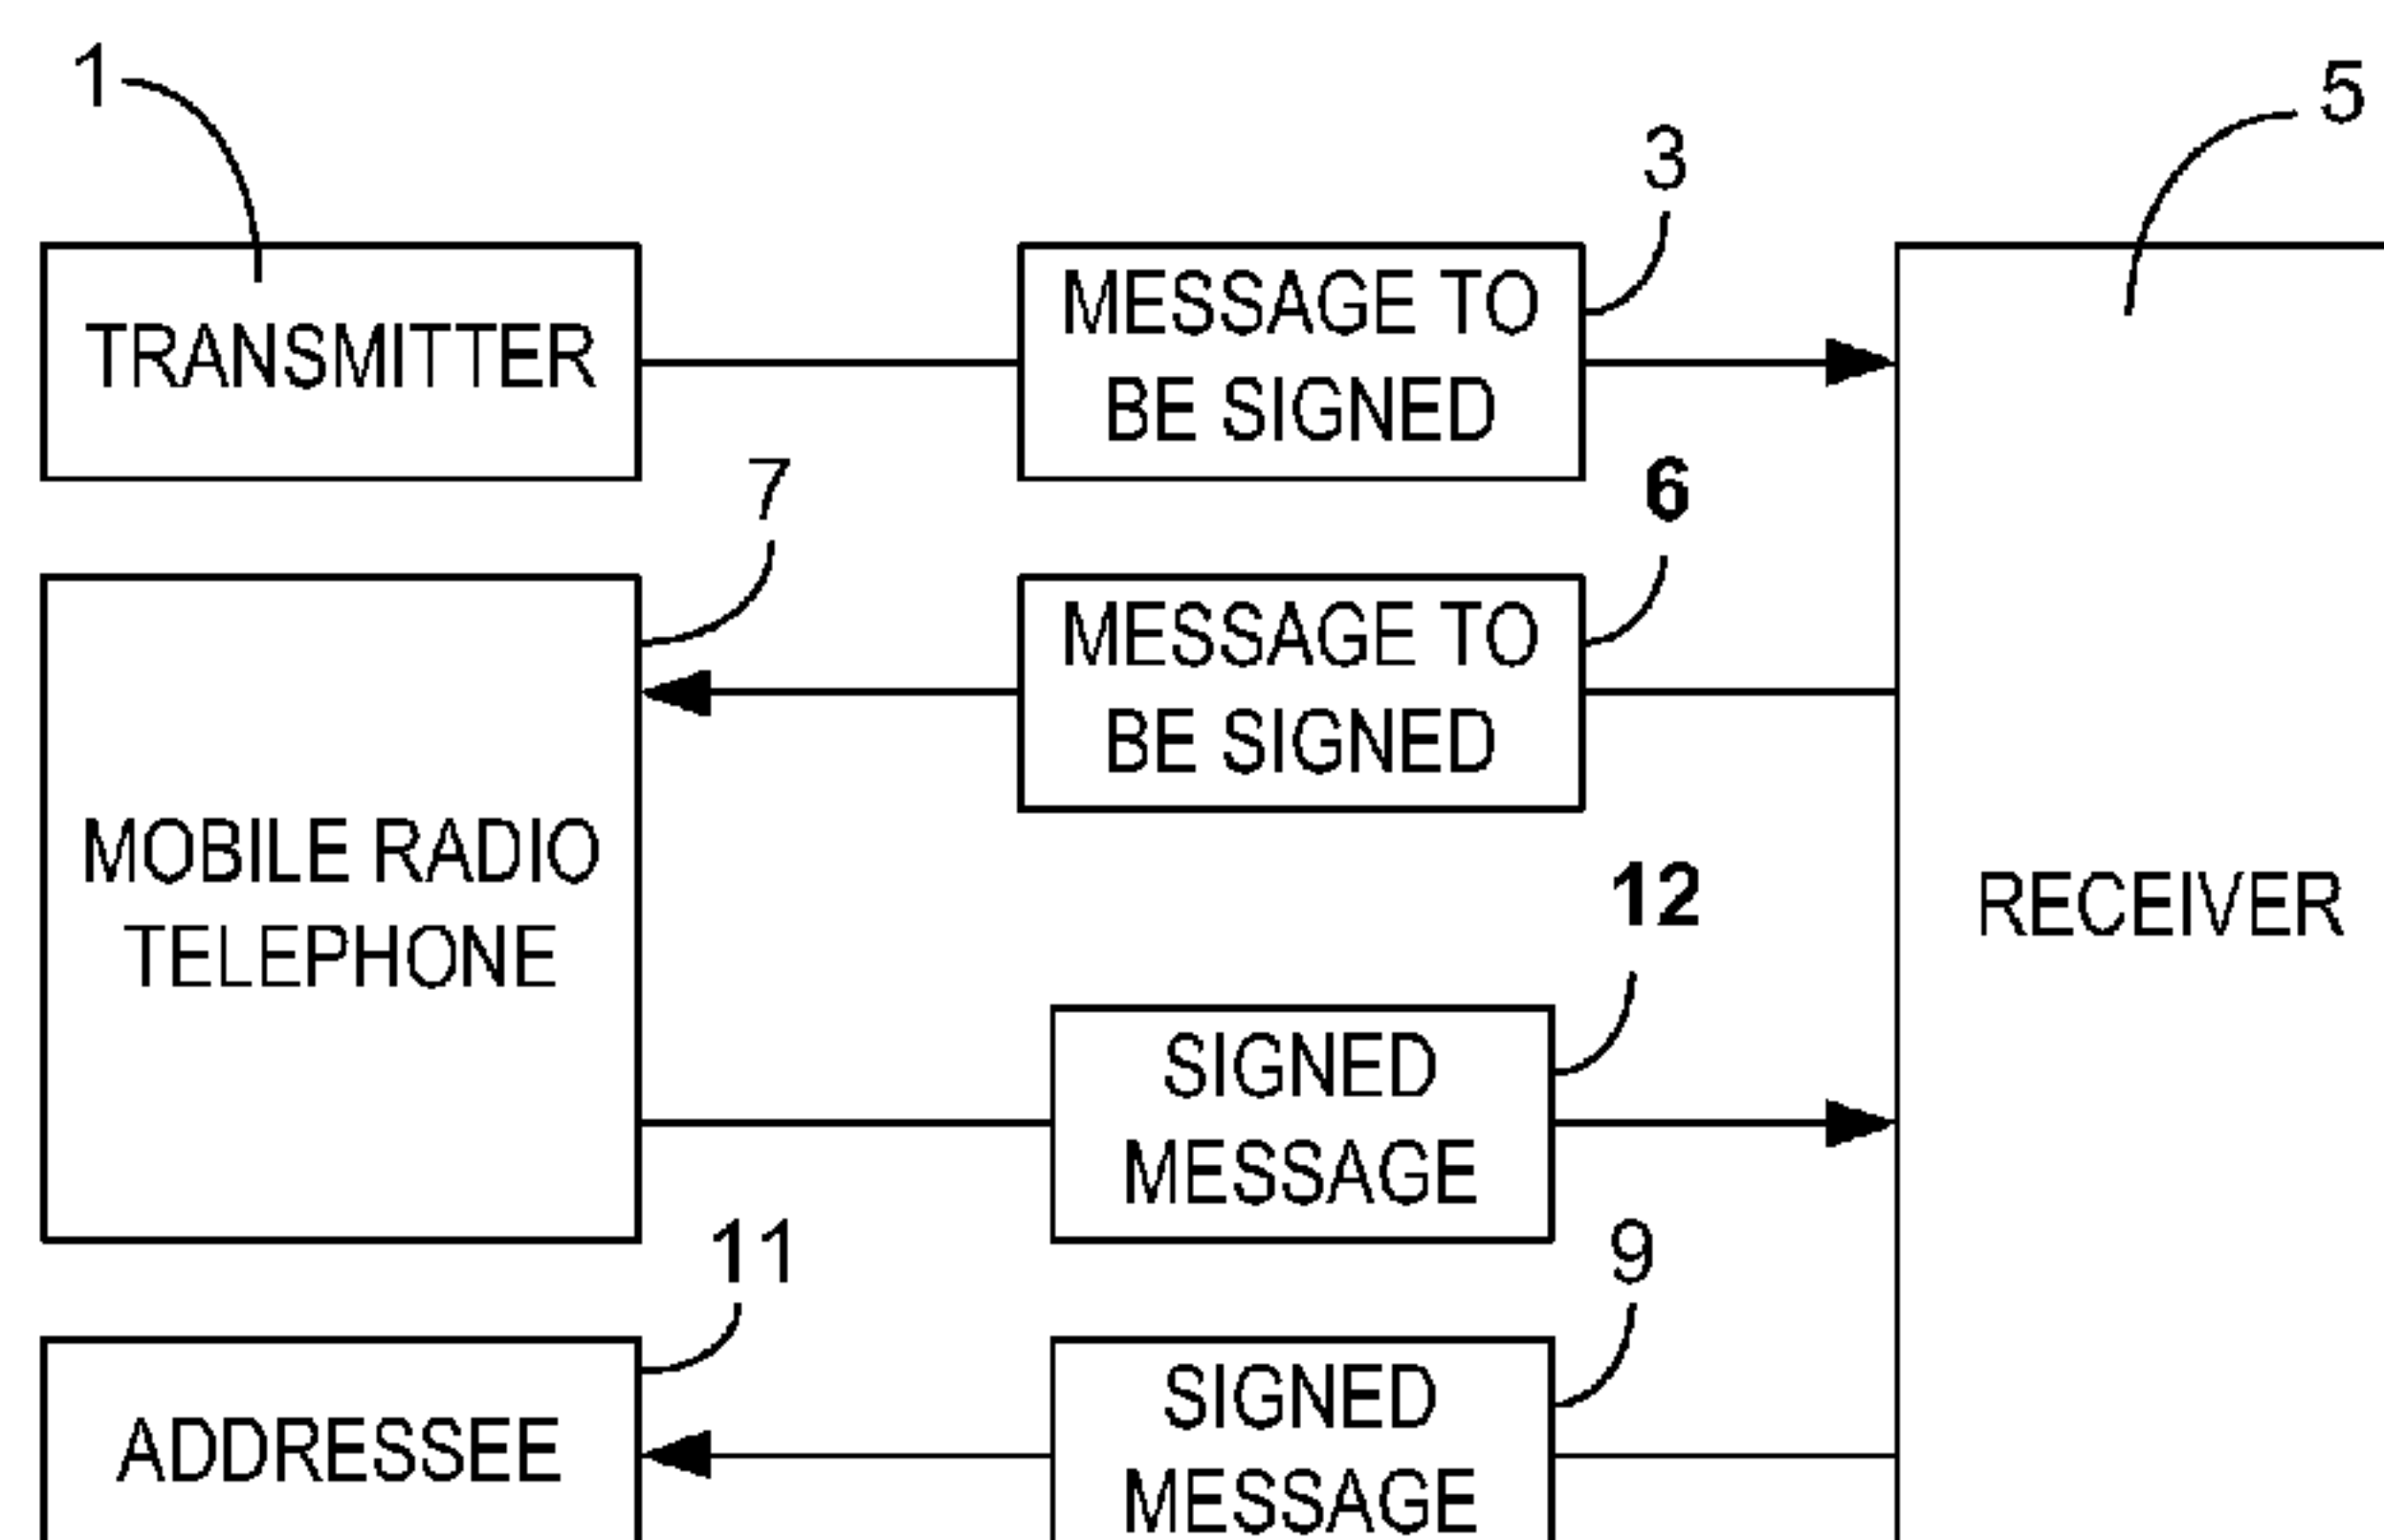 1
5
3
TRANSMITTER
MESSAGE TO
BE SIGNED
7
6
MESSAGE TO
BE SIGNED
MOBILE RADIO
TELEPHONE
12
RECEIVER
SIGNED
MESSAGE
11
9
ADDRESSEE
SIGNED
MESSAGE